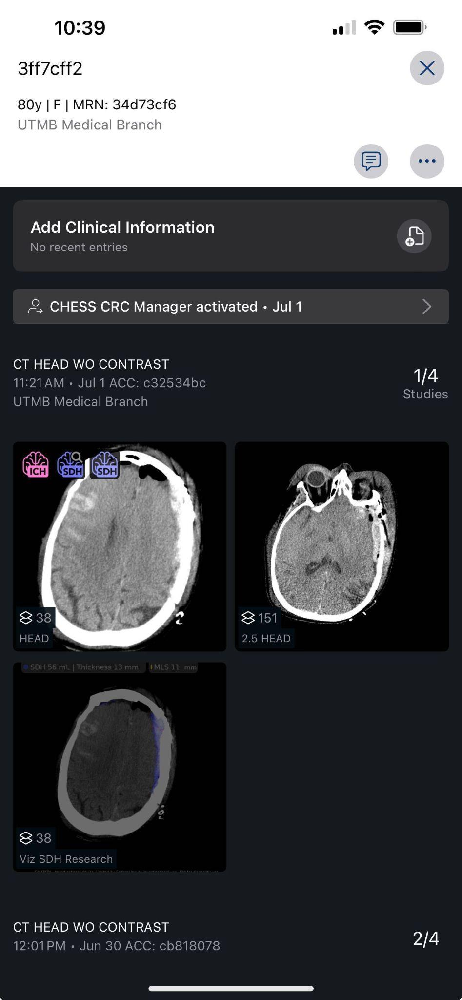 10:39
3ff7cff2
80y | F | MRN: 34d73cf6
UTMB Medical Branch
Add Clinical Information
No recent entries
CHESS CRC Manager activated • Jul 1
CT HEAD WO CONTRAST
11:21 AM • Jul 1 ACC: c32534bc
UTMB Medical Branch
1/4
Studies
ICH
SDH
SDH
38
HEAD
151
2.5 HEAD
SDH 56 mL | Thickness 13 mm
MLS 11 mm
38
Viz SDH Research
CT HEAD WO CONTRAST
12:01 PM • Jun 30 ACC: cb818078
2/4